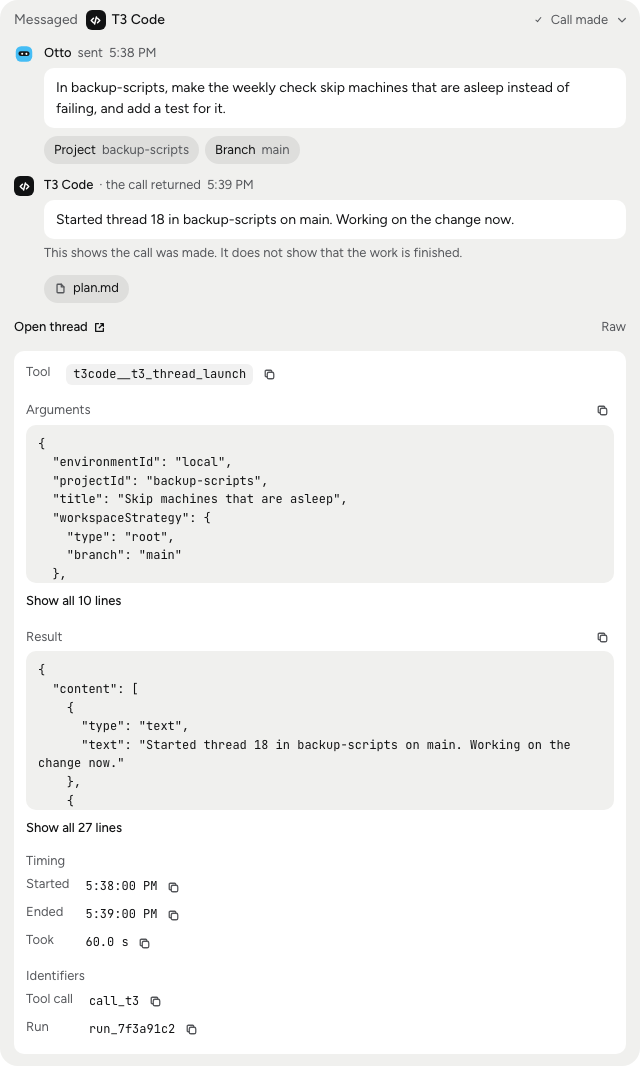 Messaged T3 Code Call made
Otto sent 5:38 PM
In backup-scripts, make the weekly check skip machines that are asleep instead of
failing, and add a test for it.
Project backup-scripts Branch main
T3 Code · the call returned 5:39 PM
Started thread 18 in backup-scripts on main. Working on the change now.
This shows the call was made. It does not show that the work is finished.
plan.md
Open thread Raw
Tool t3code__t3_thread_launch
Arguments
{
  "environmentId": "local",
  "projectId": "backup-scripts",
  "title": "Skip machines that are asleep",
  "workspaceStrategy": {
    "type": "root",
    "branch": "main"
  },
Show all 10 lines
Result
{
  "content": [
    {
      "type": "text",
      "text": "Started thread 18 in backup-scripts on main. Working on the
change now."
    },
    {
Show all 27 lines
Timing
Started 5:38:00 PM
Ended 5:39:00 PM
Took 60.0 s
Identifiers
Tool call call_t3
Run run_7f3a91c2